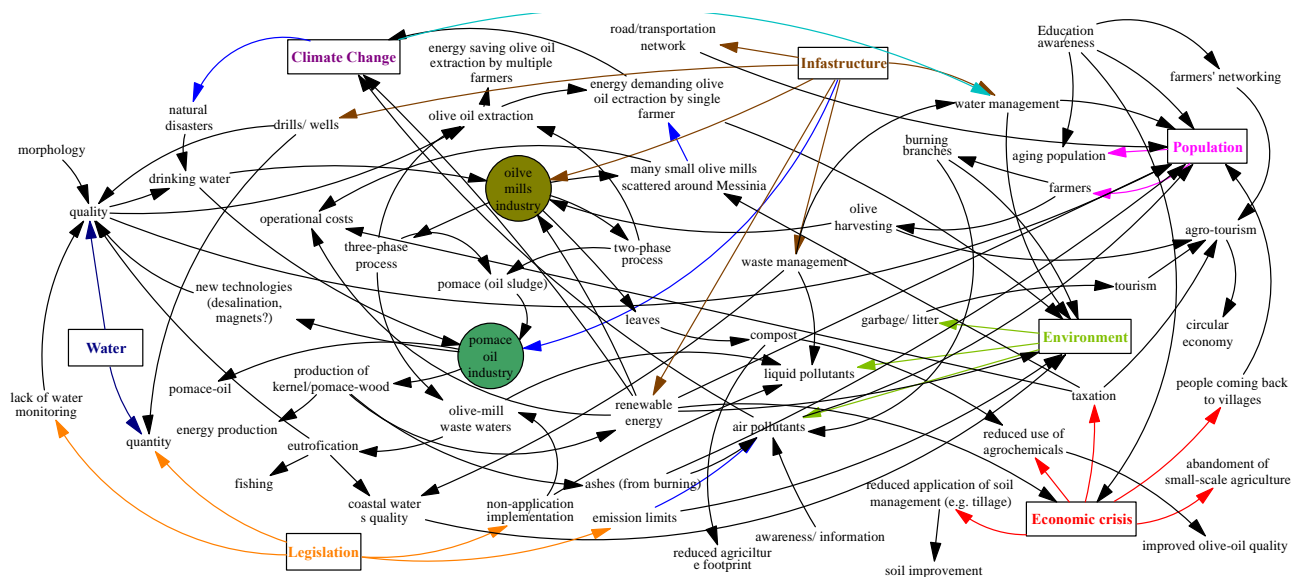 road/transportation
network
Climate Change
energy saving olive oil
extraction by multiple
farmers
Infastructure
Education
awareness
farmers' networking
energy demanding olive
oil ectraction by single
farmer
natural
disasters
drills/ wells
olive oil extraction
water management
burning
branches
aging population
Population
morphology
drinking water
oilve
mills
industry
many small olive mills
scattered around Messinia
farmers
quality
operational costs
three-phase
process
two-phase
process
olive
harvesting
agro-tourism
waste management
new technologies
(desalination,
magnets?)
pomace (oil sludge)
tourism
leaves
garbage/ litter
circular
economy
Water
pomace
oil
industry
compost
Environment
pomace-oil
production of
kernel/pomace-wood
liquid pollutants
people coming back
to villages
lack of water
monitoring
olive-mill
waste waters
renewable
energy
taxation
energy production
quantity
eutrofication
air pollutants
reduced use of
agrochemicals
fishing
coastal water
s quality
non-application
implementation
ashes (from burning)
emission limits
reduced application of soil
management (e.g. tillage)
abandoment of
small-scale agriculture
Economic crisis
Legislation
reduced agriciltur
e footprint
awareness/ information
improved olive-oil quality
soil improvement